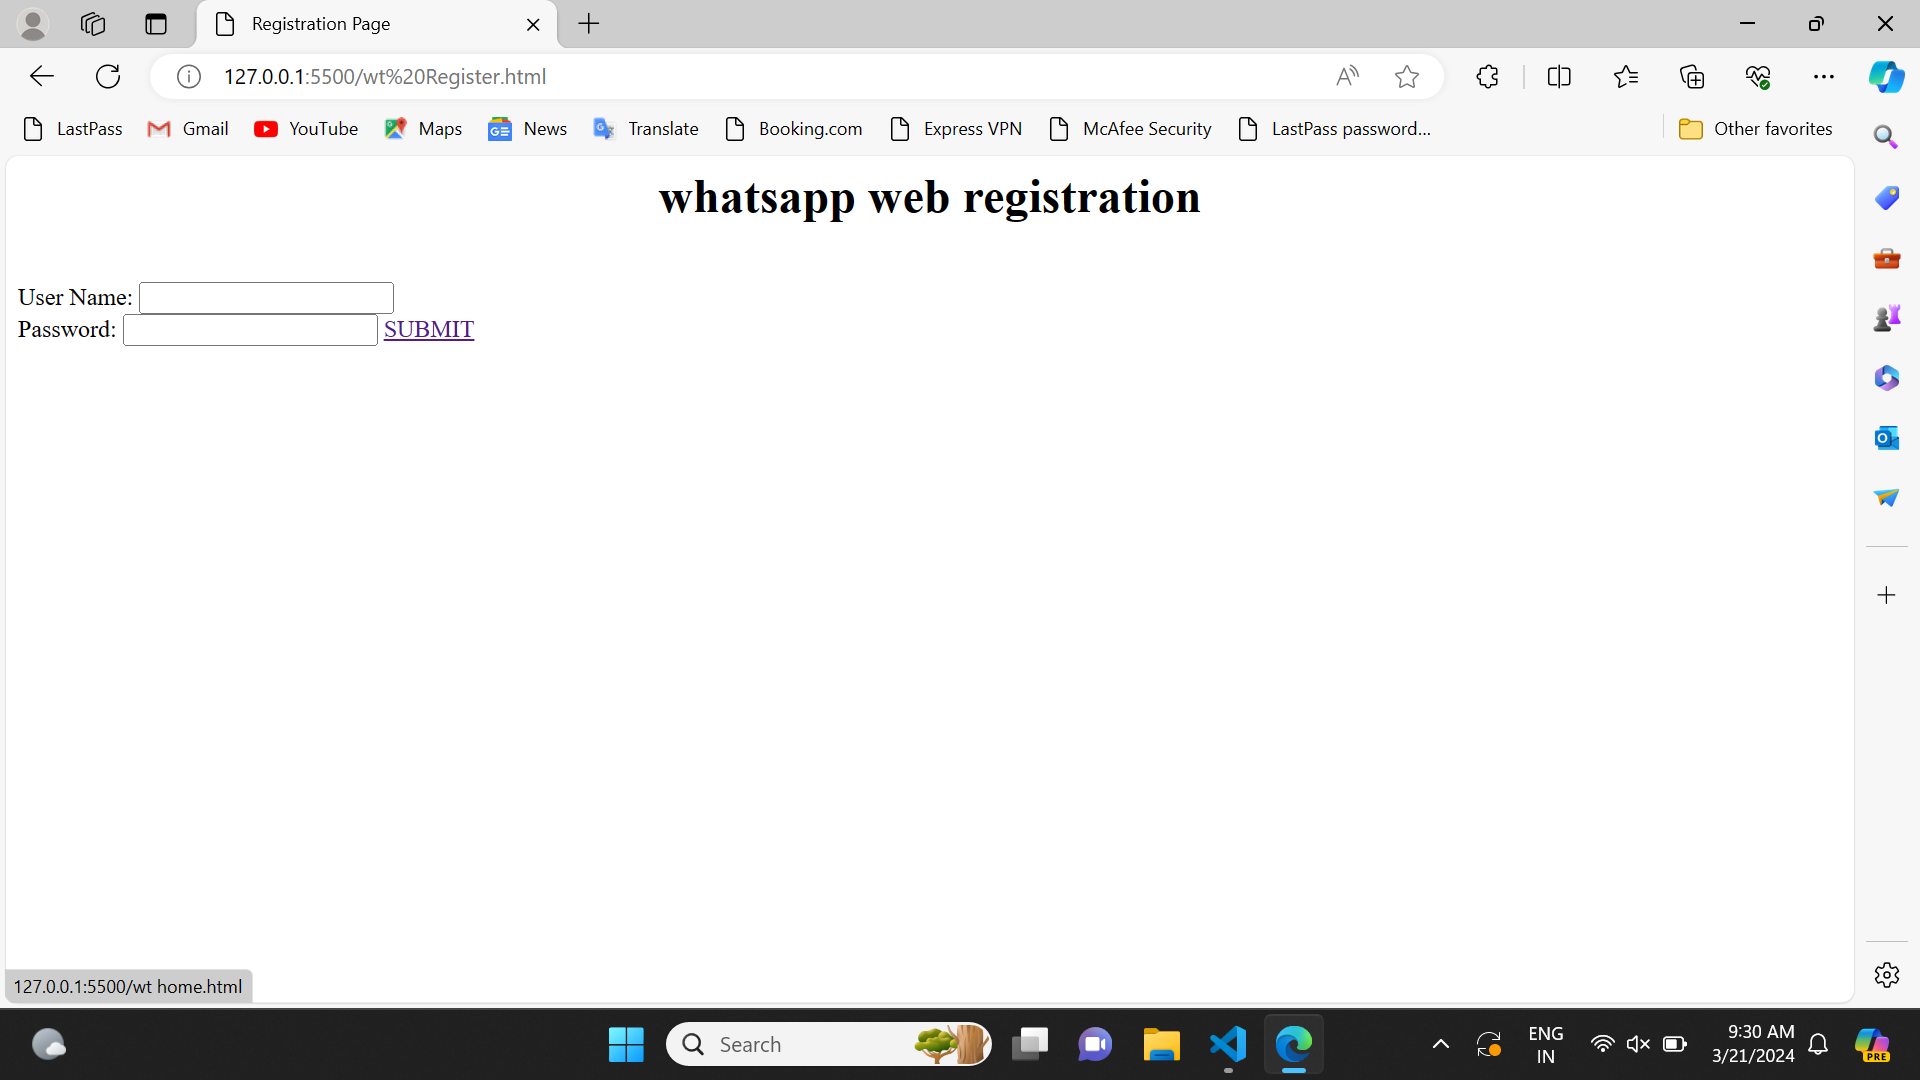 Registration Page
127.0.0.1:5500/wt%20Register.html
LastPass Gmail YouTube Maps News Translate Booking.com Express VPN McAfee Security LastPass password... Other favorites
whatsapp web registration
User Name:
Password: SUBMIT
127.0.0.1:5500/wt home.html
Search
ENG
IN
9:30 AM
3/21/2024
PRE